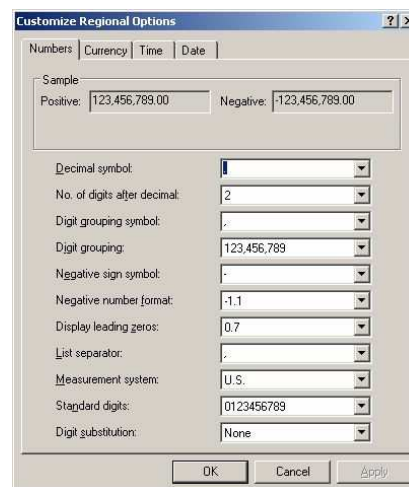 Customize Regional Options
Numbers Currency Time Date
Sample
Positive: 123,456,789.00 Negative: -123,456,789.00
Decimal symbol: .
No. of digits after decimal: 2
Digit grouping symbol: ,
Digit grouping: 123,456,789
Negative sign symbol: -
Negative number format: -1.1
Display leading zeros: 0.7
List separator: ,
Measurement system: U.S.
Standard digits: 0123456789
Digit substitution: None
OK Cancel Apply